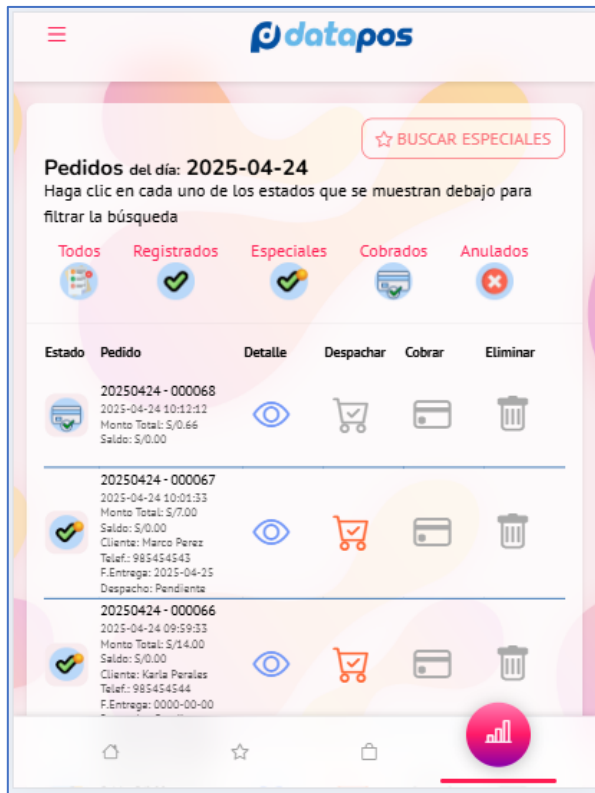 datapos
BUSCAR ESPECIALES
Pedidos del día: 2025-04-24
Haga clic en cada uno de los estados que se muestran debajo para
filtrar la búsqueda
Todos Registrados Especiales Cobrados Anulados
Estado Pedido Detalle Despachar Cobrar Eliminar
20250424 - 000068
2025-04-24 10:12:12
Monto Total: S/0.66
Saldo: S/0.00
20250424 - 000067
2025-04-24 10:01:33
Monto Total: S/7.00
Saldo: S/0.00
Cliente: Marco Perez
Telef.: 985454543
F.Entrega: 2025-04-25
Despacho: Pendiente
20250424 - 000066
2025-04-24 09:59:33
Monto Total: S/14.00
Saldo: S/0.00
Cliente: Karla Perales
Telef.: 985454544
F.Entrega: 0000-00-00